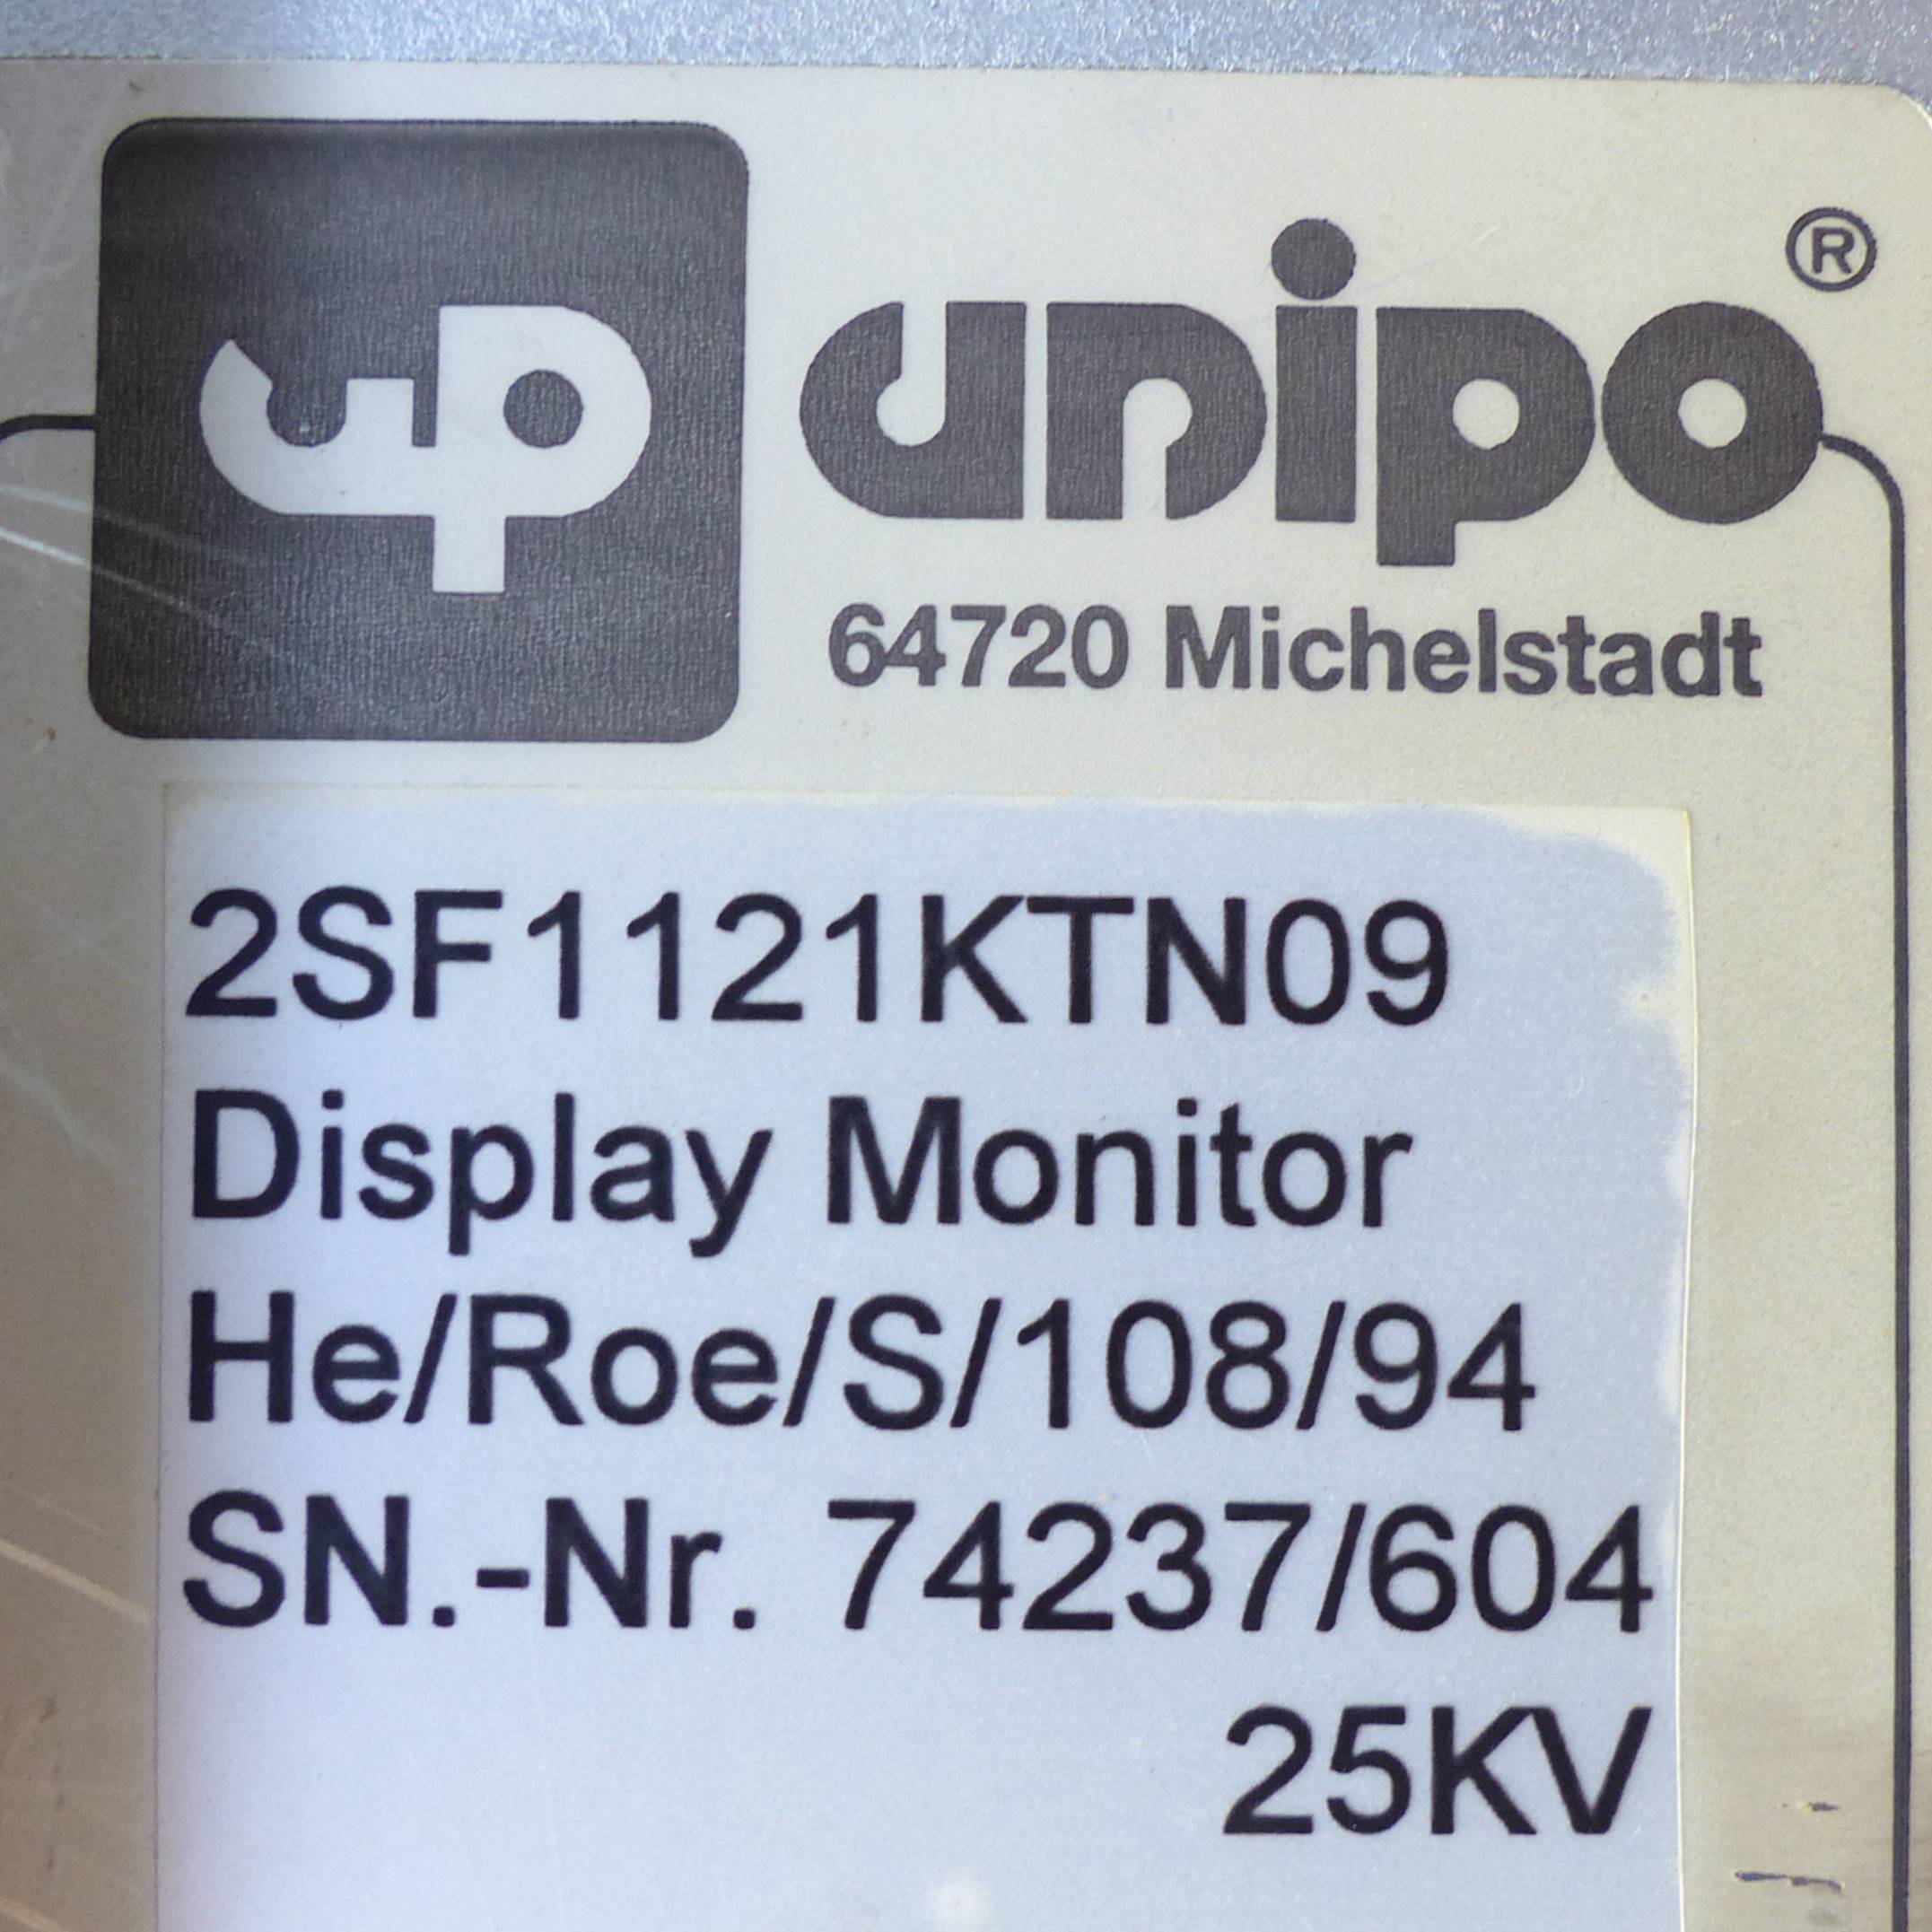 up unipo®
64720 Michelstadt
2SF1121KTN09
Display Monitor
He/Roe/S/108/94
SN.-Nr. 74237/604
25KV